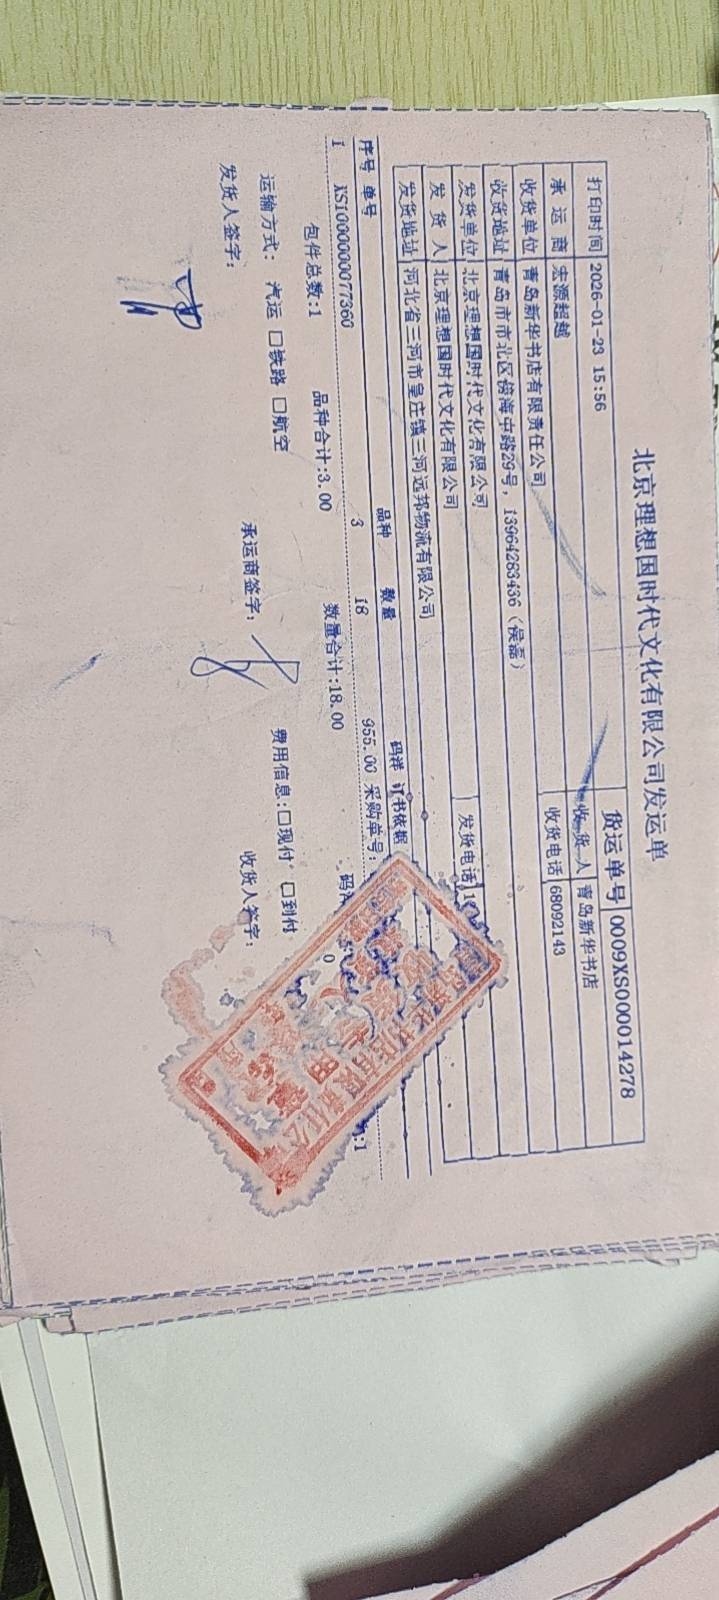 北京理想国时代文化有限公司发运单
货运单号 0009XS000014278
打印时间 2026-01-23 15:56
收 货 人 青岛新华书店
承 运 商 宏源超越
收货电话 68092143
收货单位 青岛新华书店有限责任公司
收货地址 青岛市市北区傍海中路29号, 13964283436 (侯磊)
发货单位 北京理想国时代文化有限公司
发货电话 1
发 货 人 北京理想国时代文化有限公司
发货地址 河北省三河市皇庄镇三河远邦物流有限公司
序号 单号 品种 数量 码洋 订书依据
1 XS10000000077360 3 18 955.00 采购单号:
包件总数:1 品种合计:3.00 数量合计:18.00
运输方式: 汽运 □铁路 □航空 费用信息:□现付 □到付
发货人签字: 承运商签字: 收货人签字: